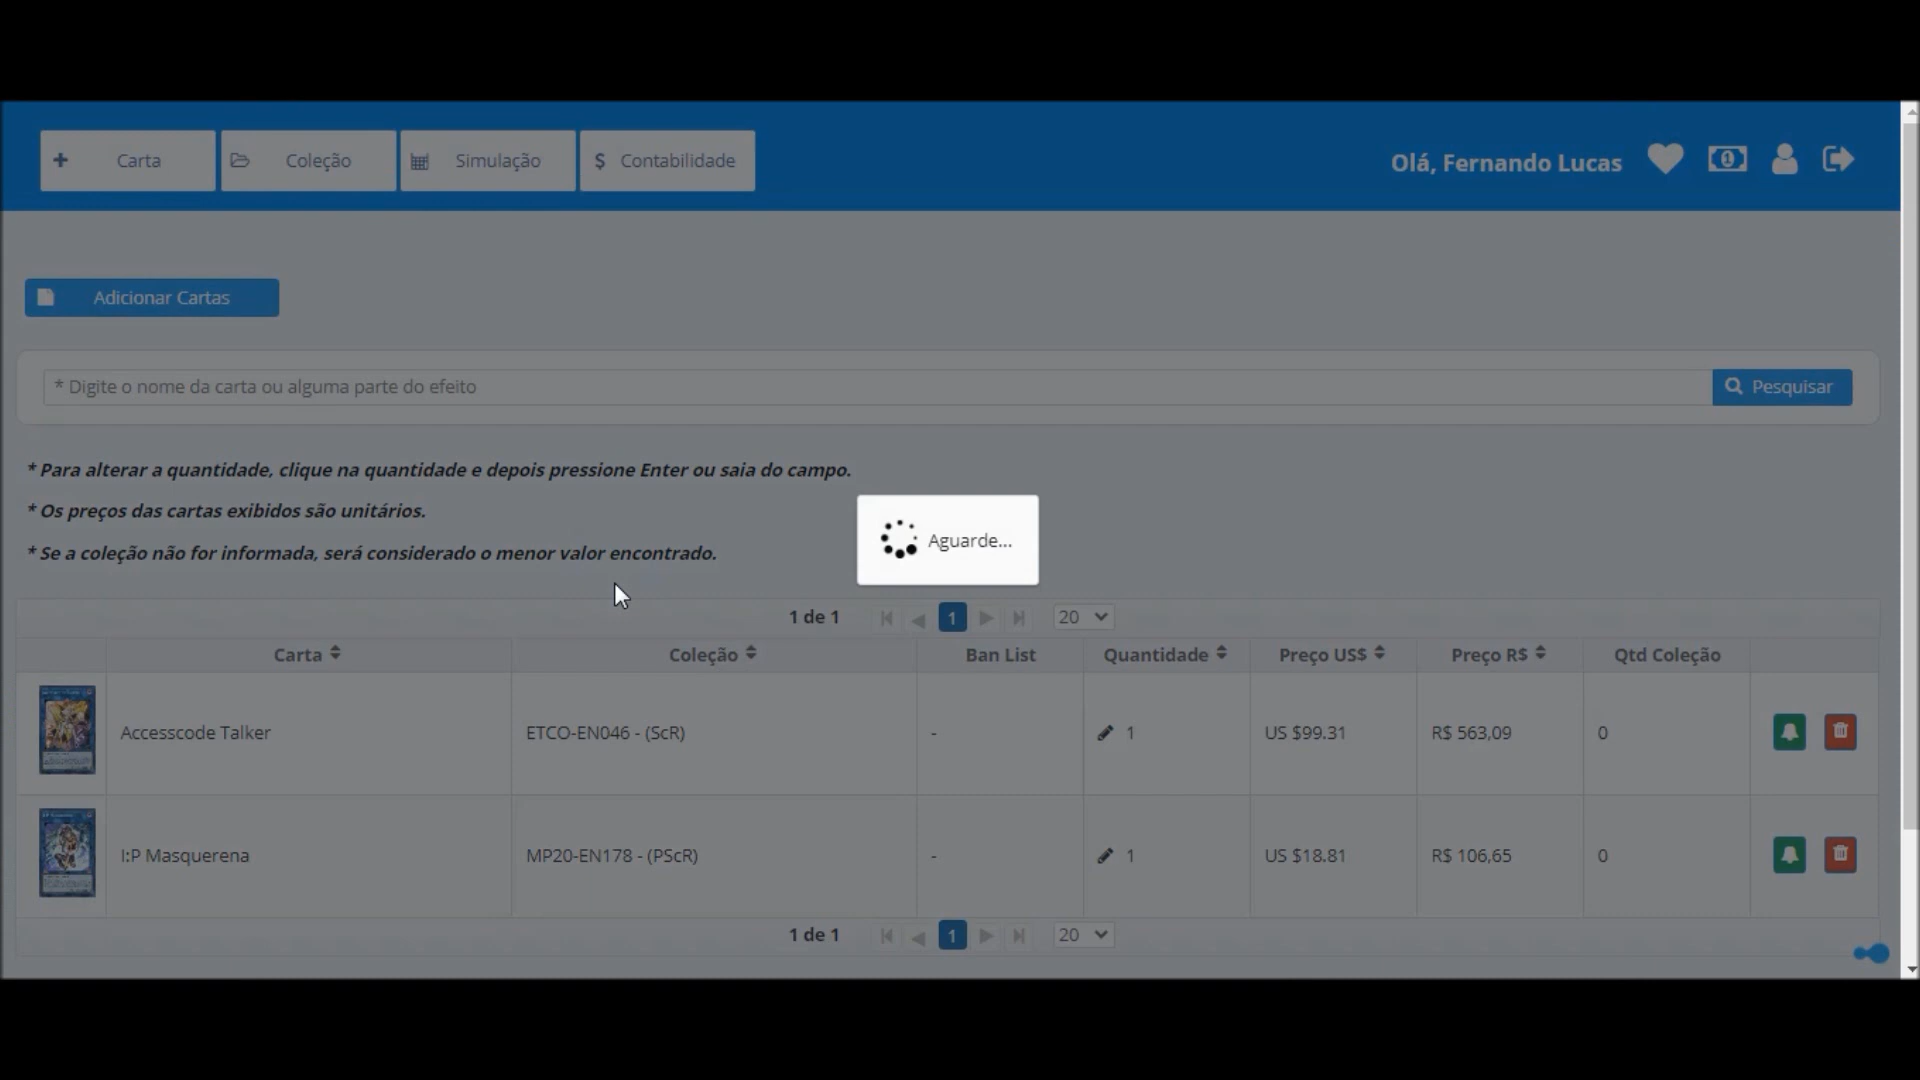 Carta
Coleção
Simulação
$ Contabilidade
Olá, Fernando Lucas
Adicionar Cartas
* Digite o nome da carta ou alguma parte do efeito
Pesquisar
* Para alterar a quantidade, clique na quantidade e depois pressione Enter ou saia do campo.
* Os preços das cartas exibidos são unitários.
Aguarde...
* Se a coleção não for informada, será considerado o menor valor encontrado.
1 de 1 1 20
Carta Coleção Ban List Quantidade Preço US$ Preço R$ Qtd Coleção
Accesscode Talker ETCO-EN046 - (ScR) - 1 US $99.31 R$ 563,09 0
I:P Masquerena MP20-EN178 - (PScR) - 1 US $18.81 R$ 106,65 0
1 de 1 1 20